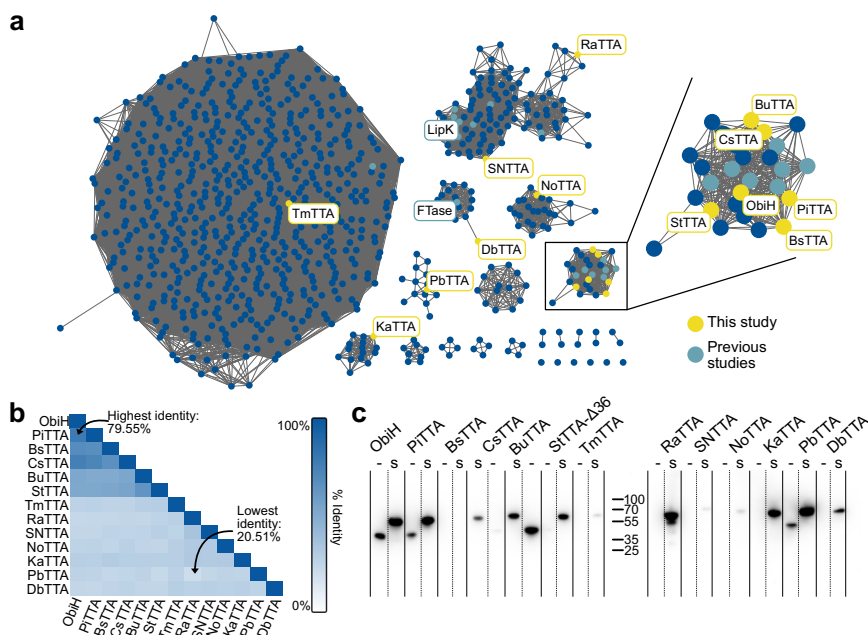 a
RaTTA
LipK
SNTTA
TmTTA
NoTTA
FTase
DbTTA
PbTTA
KaTTA
BuTTA
CsTTA
ObiH
PiTTA
StTTA
BsTTA
This study
Previous
studies
b
Highest identity:
79.55%
Lowest identity:
20.51%
ObiH
PiTTA
BsTTA
CsTTA
BuTTA
StTTA
TmTTA
RaTTA
SNTTA
NoTTA
KaTTA
PbTTA
DbTTA
ObiH
PiTTA
BsTTA
CsTTA
BuTTA
StTTA
TmTTA
RaTTA
SNTTA
NoTTA
KaTTA
PbTTA
DbTTA
100%
% Identity
0%
c
ObiH PiTTA BsTTA CsTTA BuTTA StTTA-Δ36 TmTTA RaTTA SNTTA NoTTA KaTTA PbTTA DbTTA
- S - S - S - S - S - S - S - S - S - S - S - S - S
100
70
55
35
25